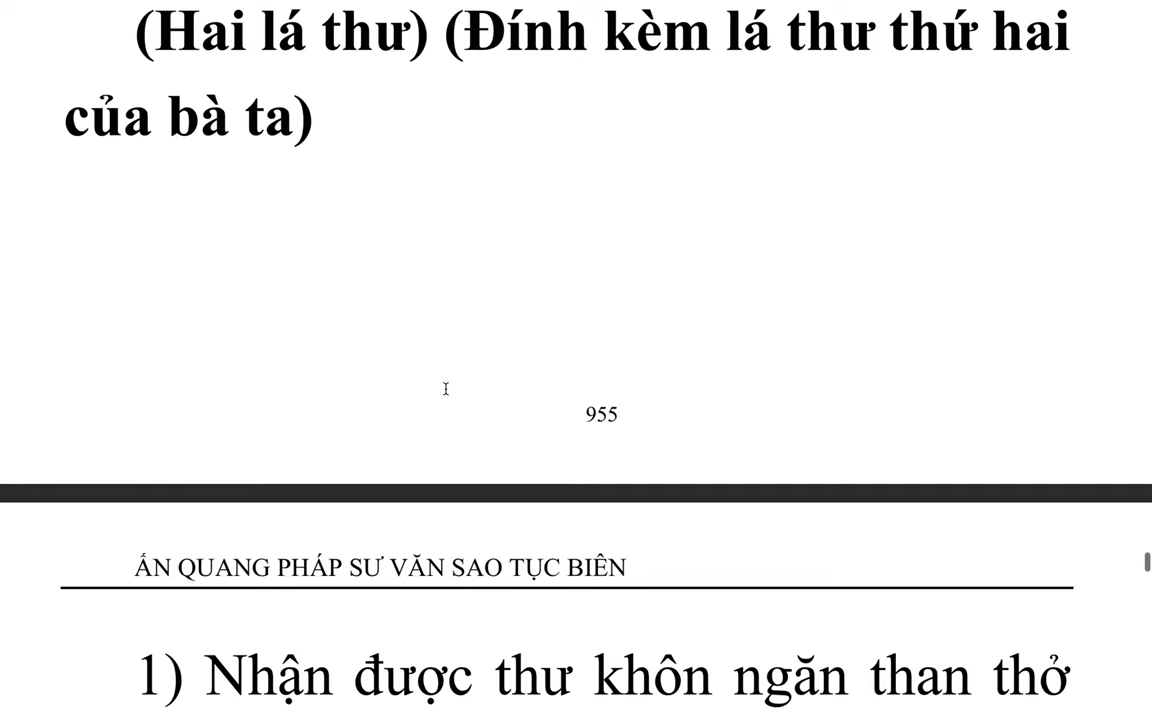 (Hai lá thư) (Đính kèm lá thư thứ hai
của bà ta)
955
ẤN QUANG PHÁP SƯ VĂN SAO TỤC BIÊN
1) Nhận được thư khôn ngăn than thở